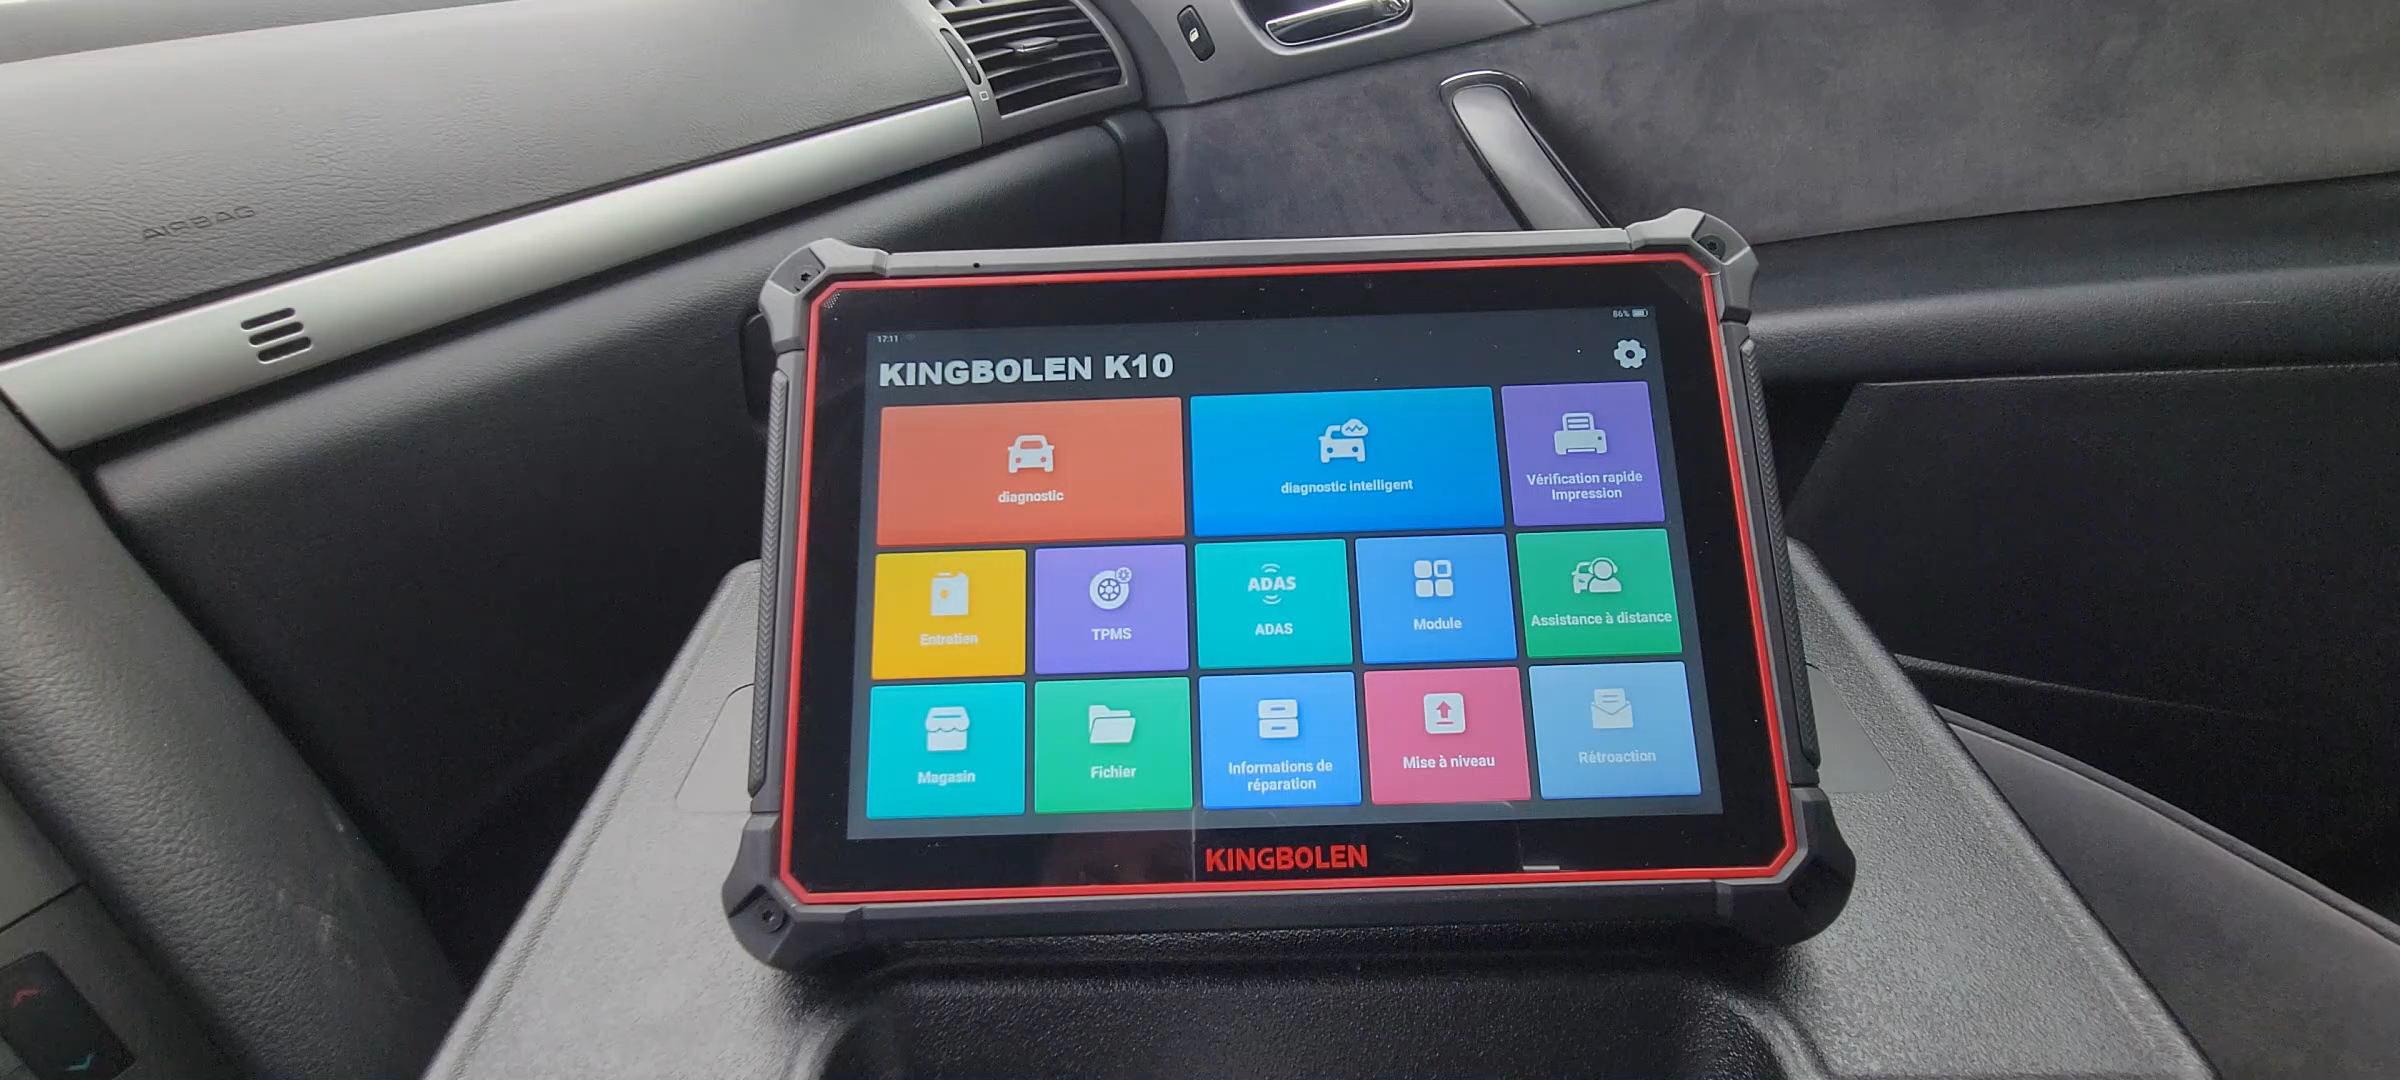 AIRBAG
17:11
86%
KINGBOLEN K10
diagnostic
diagnostic intelligent
Vérification rapide
Impression
Entretien
TPMS
ADAS
ADAS
Module
Assistance à distance
Magasin
Fichier
Informations de
réparation
Mise à niveau
Rétroaction
KINGBOLEN